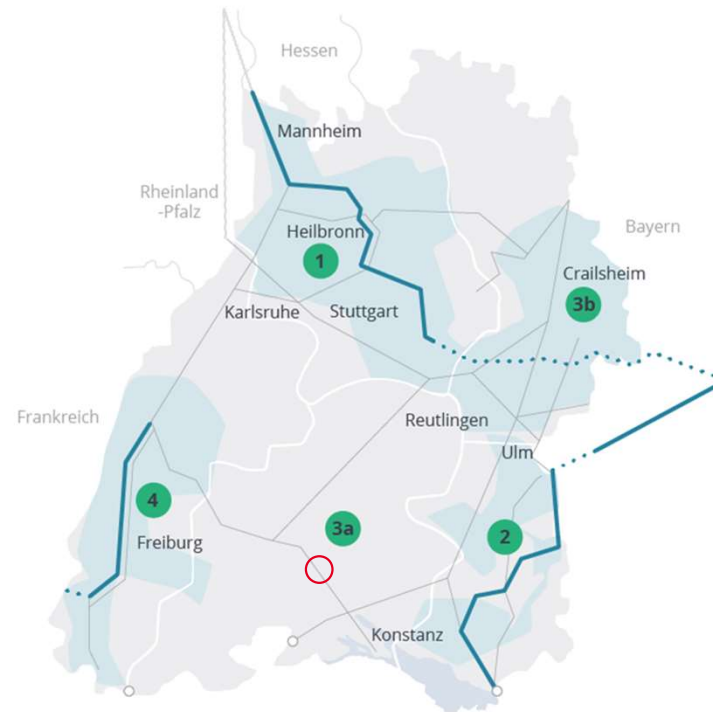 Hessen
Mannheim
Rheinland
-Pfalz
Bayern
Heilbronn
1
Crailsheim
3b
Karlsruhe
Stuttgart
Frankreich
Reutlingen
Ulm
4
3a
2
Freiburg
Konstanz